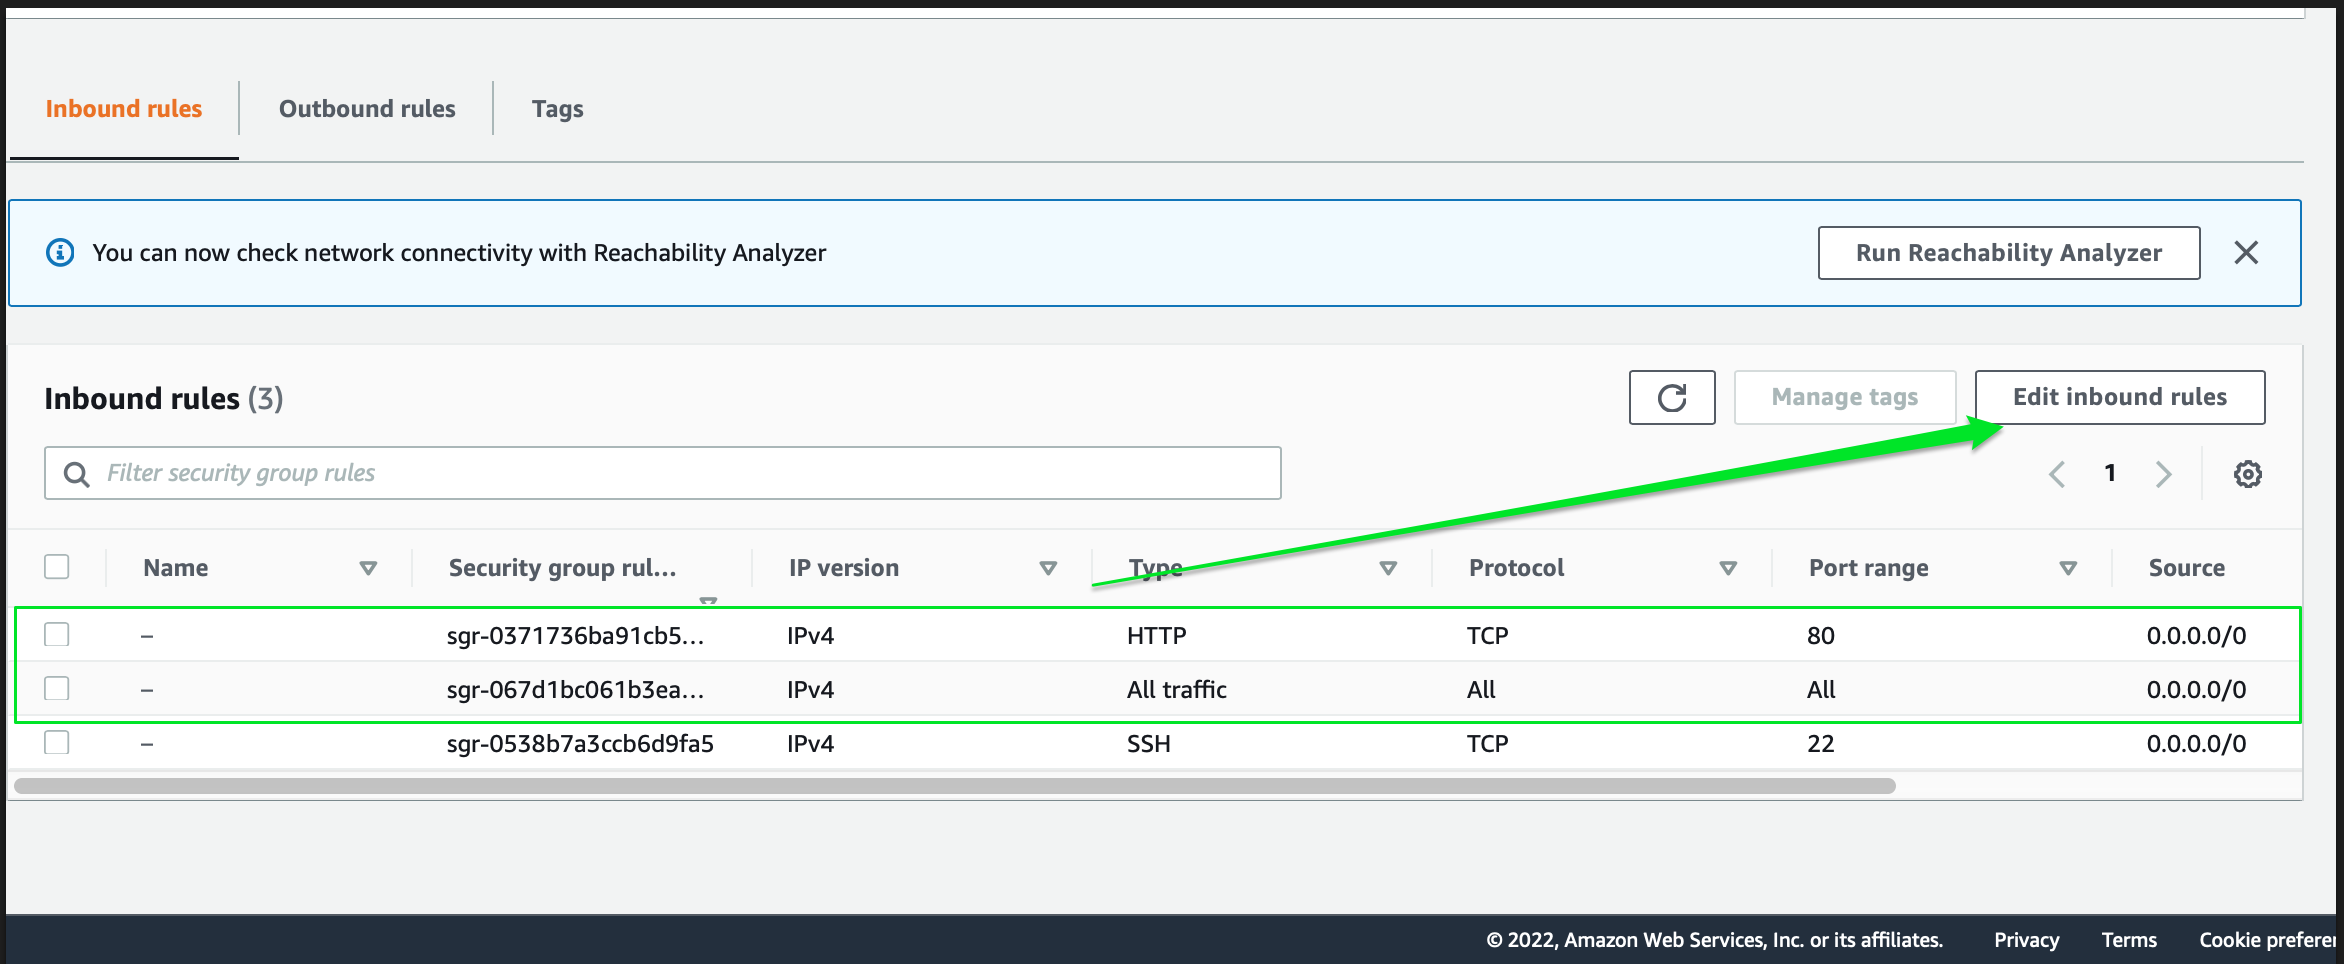 Inbound rules Outbound rules Tags
You can now check network connectivity with Reachability Analyzer Run Reachability Analyzer
Inbound rules (3) Manage tags Edit inbound rules
Filter security group rules 1
Name Security group rul... IP version Type Protocol Port range Source
– sgr-0371736ba91cb5... IPv4 HTTP TCP 80 0.0.0.0/0
– sgr-067d1bc061b3ea... IPv4 All traffic All All 0.0.0.0/0
– sgr-0538b7a3ccb6d9fa5 IPv4 SSH TCP 22 0.0.0.0/0
© 2022, Amazon Web Services, Inc. or its affiliates. Privacy Terms Cookie preferen